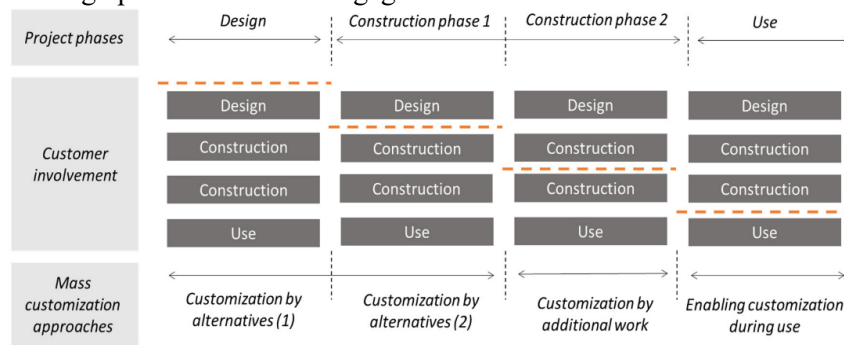 Project phases
Design
Construction phase 1
Construction phase 2
Use
Customer
involvement
Design
Design
Design
Design
Construction
Construction
Construction
Construction
Construction
Construction
Construction
Construction
Use
Use
Use
Use
Mass
customization
approaches
Customization by
alternatives (1)
Customization by
alternatives (2)
Customization by
additional work
Enabling customization
during use